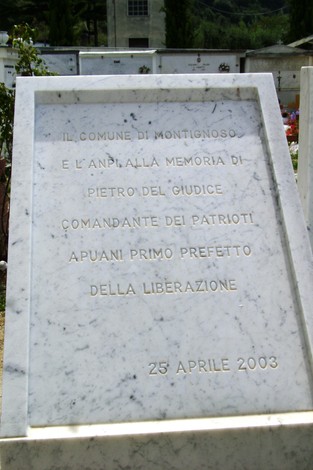 IL COMUNE DI MONTIGNOSO
E L'ANPI ALLA MEMORIA DI
PIETRO DEL GIUDICE
COMANDANTE DEI PATRIOTI
APUANI PRIMO PREFETTO
DELLA LIBERAZIONE
25 APRILE 2003